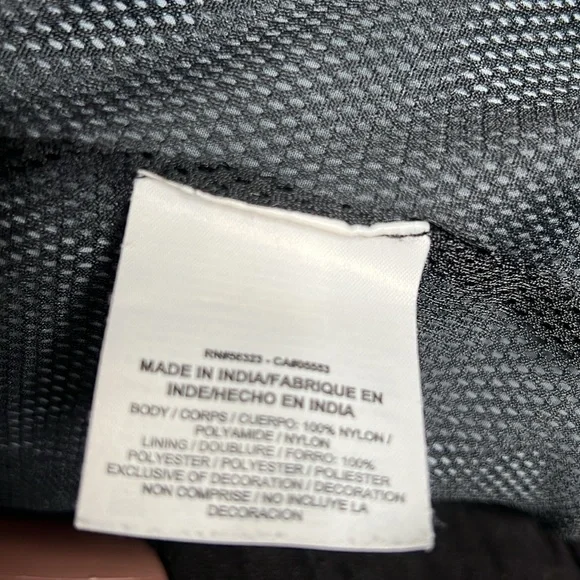 RN#56323 - CA#05553
MADE IN INDIA/FABRIQUE EN
INDE/HECHO EN INDIA
BODY / CORPS / CUERPO: 100% NYLON /
POLYAMIDE / NYLON
LINING / DOUBLURE / FORRO: 100%
POLYESTER / POLYESTER / POLIESTER
EXCLUSIVE OF DECORATION / DECORATION
NON COMPRISE / NO INCLUYE LA
DECORACION